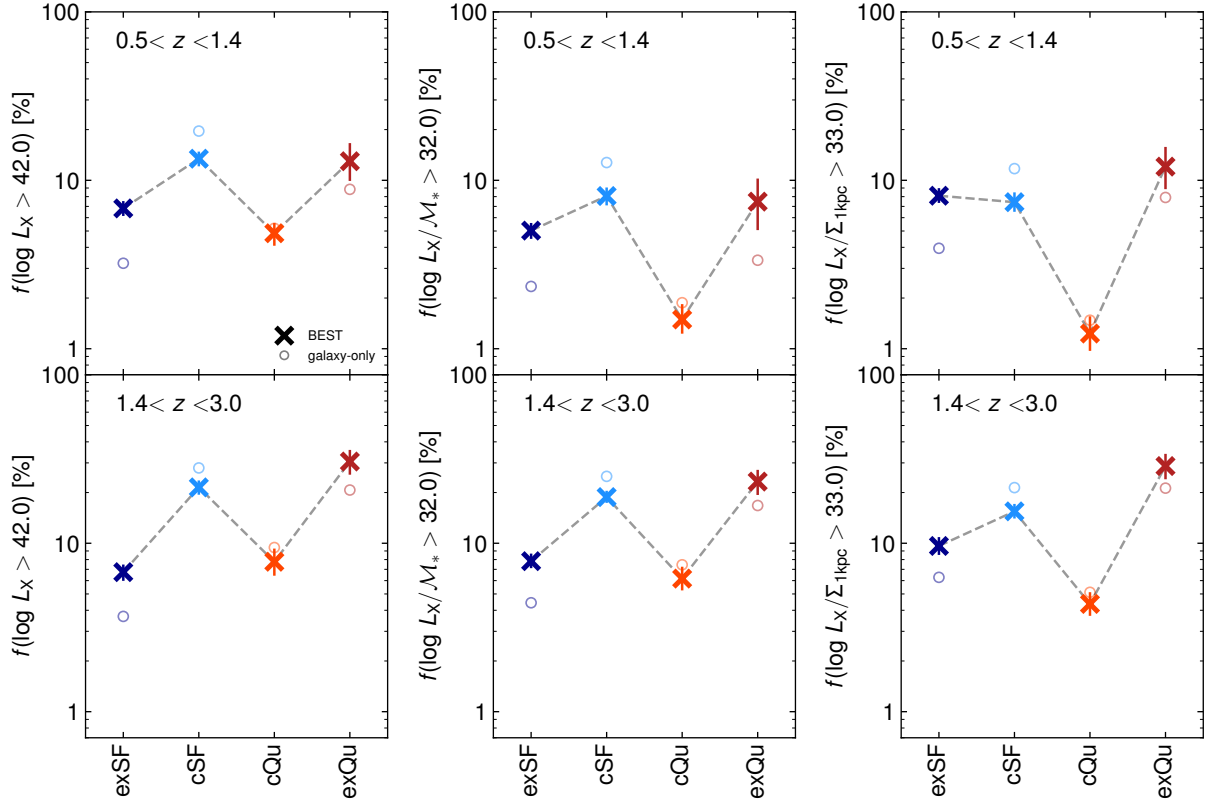 100
10
1
f(log L_X > 42.0) [%]
0.5< z <1.4
BEST
galaxy-only
100
10
1
f(log L_X/M_* > 32.0) [%]
0.5< z <1.4
100
10
1
f(log L_X/Σ_1kpc > 33.0) [%]
0.5< z <1.4
100
10
1
f(log L_X > 42.0) [%]
1.4< z <3.0
exSF
cSF
cQu
exQu
100
10
1
f(log L_X/M_* > 32.0) [%]
1.4< z <3.0
exSF
cSF
cQu
exQu
100
10
1
f(log L_X/Σ_1kpc > 33.0) [%]
1.4< z <3.0
exSF
cSF
cQu
exQu